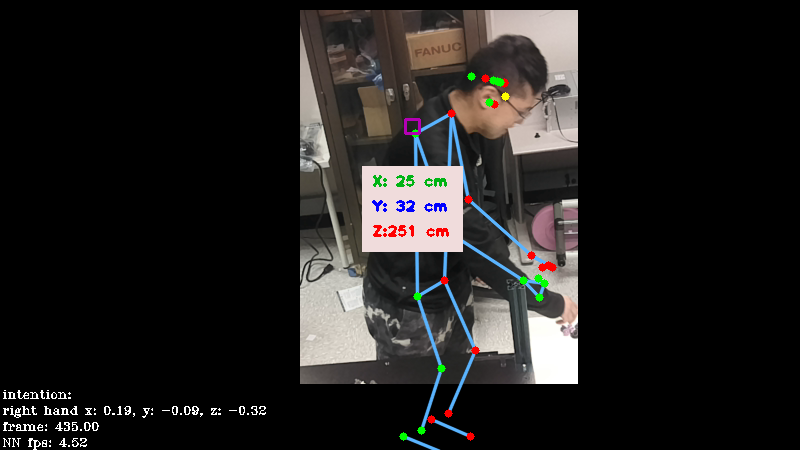 FANUC
X: 25 cm
Y: 32 cm
Z:251 cm
intention:
right hand x: 0.19, y: -0.09, z: -0.32
frame: 435.00
NN fps: 4.52